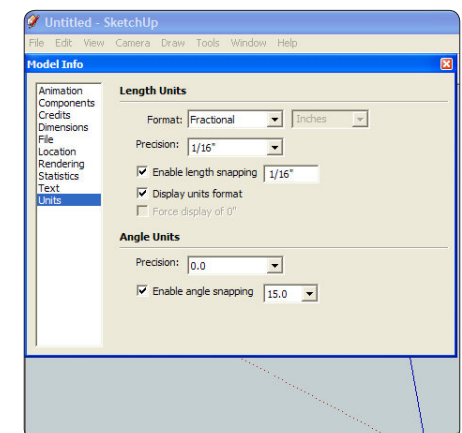 Untitled - SketchUp
File Edit View Camera Draw Tools Window Help
Model Info
Animation
Components
Credits
Dimensions
File
Location
Rendering
Statistics
Text
Units
Length Units
Format: Fractional Inches
Precision: 1/16"
Enable length snapping 1/16"
Display units format
Force display of 0"
Angle Units
Precision: 0.0
Enable angle snapping 15.0